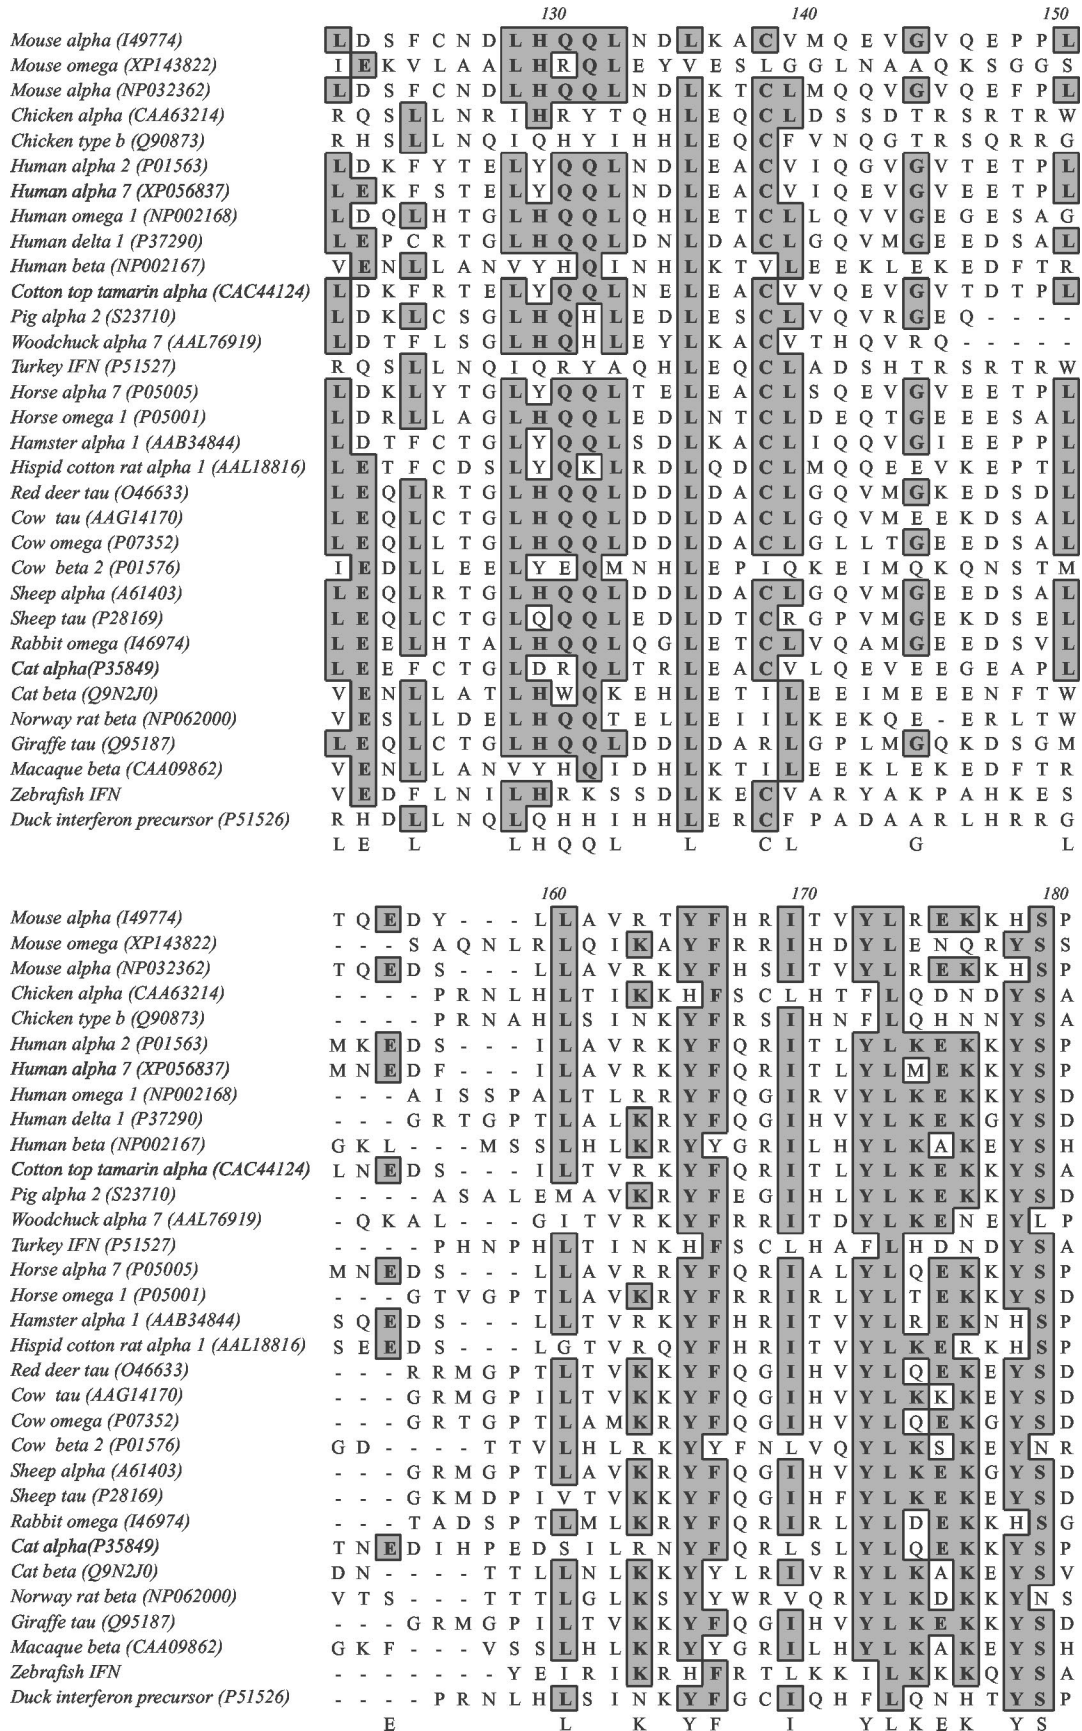 130 140 150
Mouse alpha (I49774) L D S F C N D L H Q Q L N D L K A C V M Q E V G V Q E P P L
Mouse omega (XP143822) I E K V L A A L H R Q L E Y V E S L G G L N A A Q K S G G S
Mouse alpha (NP032362) L D S F C N D L H Q Q L N D L K T C L M Q Q V G V Q E F P L
Chicken alpha (CAA63214) R Q S L L N R I H R Y T Q H L E Q C L D S S D T R S R T R W
Chicken type b (Q90873) R H S L L N Q I Q H Y I H H L E Q C F V N Q G T R S Q R R G
Human alpha 2 (P01563) L D K F Y T E L Y Q Q L N D L E A C V I Q G V G V T E T P L
Human alpha 7 (XP056837) L E K F S T E L Y Q Q L N D L E A C V I Q E V G V E E T P L
Human omega 1 (NP002168) L D Q L H T G L H Q Q L Q H L E T C L L Q V V G E G E S A G
Human delta 1 (P37290) L E P C R T G L H Q Q L D N L D A C L G Q V M G E E D S A L
Human beta (NP002167) V E N L L A N V Y H Q I N H L K T V L E E K L E K E D F T R
Cotton top tamarin alpha (CAC44124) L D K F R T E L Y Q Q L N E L E A C V V Q E V G V T D T P L
Pig alpha 2 (S23710) L D K L C S G L H Q H L E D L E S C L V Q V R G E Q - - - -
Woodchuck alpha 7 (AAL76919) L D T F L S G L H Q H L E Y L K A C V T H Q V R Q - - - - -
Turkey IFN (P51527) R Q S L L N Q I Q R Y A Q H L E Q C L A D S H T R S R T R W
Horse alpha 7 (P05005) L D K L Y T G L Y Q Q L T E L E A C L S Q E V G V E E T P L
Horse omega 1 (P05001) L D R L L A G L H Q Q L E D L N T C L D E Q T G E E E S A L
Hamster alpha 1 (AAB34844) L D T F C T G L Y Q Q L S D L K A C L I Q Q V G I E E P P L
Hispid cotton rat alpha 1 (AAL18816) L E T F C D S L Y Q K L R D L Q D C L M Q Q E E V K E P T L
Red deer tau (O46633) L E Q L R T G L H Q Q L D D L D A C L G Q V M G K E D S D L
Cow tau (AAG14170) L E Q L C T G L H Q Q L D D L D A C L G Q V M E E K D S A L
Cow omega (P07352) L E Q L L T G L H Q Q L D D L D A C L G L L T G E E D S A L
Cow beta 2 (P01576) I E D L L E E L Y E Q M N H L E P I Q K E I M Q K Q N S T M
Sheep alpha (A61403) L E Q L R T G L H Q Q L D D L D A C L G Q V M G E E D S A L
Sheep tau (P28169) L E Q L C T G L Q Q Q L E D L D T C R G P V M G E K D S E L
Rabbit omega (I46974) L E E L H T A L H Q Q L Q G L E T C L V Q A M G E E D S V L
Cat alpha(P35849) L E E F C T G L D R Q L T R L E A C V L Q E V E E G E A P L
Cat beta (Q9N2J0) V E N L L A T L H W Q K E H L E T I L E E I M E E E N F T W
Norway rat beta (NP062000) V E S L L D E L H Q Q T E L L E I I L K E K Q E - E R L T W
Giraffe tau (Q95187) L E Q L C T G L H Q Q L D D L D A R L G P L M G Q K D S G M
Macaque beta (CAA09862) V E N L L A N V Y H Q I D H L K T I L E E K L E K E D F T R
Zebrafish IFN V E D F L N I L H R K S S D L K E C V A R Y A K P A H K E S
Duck interferon precursor (P51526) R H D L L N Q L Q H H I H H L E R C F P A D A A R L H R R G
L E L L H Q Q L L C L G L
160 170 180
Mouse alpha (I49774) T Q E D Y - - - L L A V R T Y F H R I T V Y L R E K K H S P
Mouse omega (XP143822) - - - S A Q N L R L Q I K A Y F R R I H D Y L E N Q R Y S S
Mouse alpha (NP032362) T Q E D S - - - L L A V R K Y F H S I T V Y L R E K K H S P
Chicken alpha (CAA63214) - - - - P R N L H L T I K K H F S C L H T F L Q D N D Y S A
Chicken type b (Q90873) - - - - P R N A H L S I N K Y F R S I H N F L Q H N N Y S A
Human alpha 2 (P01563) M K E D S - - - I L A V R K Y F Q R I T L Y L K E K K Y S P
Human alpha 7 (XP056837) M N E D F - - - I L A V R K Y F Q R I T L Y L M E K K Y S P
Human omega 1 (NP002168) - - - A I S S P A L T L R R Y F Q G I R V Y L K E K K Y S D
Human delta 1 (P37290) - - - G R T G P T L A L K R Y F Q G I H V Y L K E K G Y S D
Human beta (NP002167) G K L - - - M S S L H L K R Y Y G R I L H Y L K A K E Y S H
Cotton top tamarin alpha (CAC44124) L N E D S - - - I L T V R K Y F Q R I T L Y L K E K K Y S A
Pig alpha 2 (S23710) - - - - A S A L E M A V K R Y F E G I H L Y L K E K K Y S D
Woodchuck alpha 7 (AAL76919) - Q K A L - - - G I T V R K Y F R R I T D Y L K E N E Y L P
Turkey IFN (P51527) - - - - P H N P H L T I N K H F S C L H A F L H D N D Y S A
Horse alpha 7 (P05005) M N E D S - - - L L A V R R Y F Q R I A L Y L Q E K K Y S P
Horse omega 1 (P05001) - - - G T V G P T L A V K R Y F R R I R L Y L T E K K Y S D
Hamster alpha 1 (AAB34844) S Q E D S - - - L L T V R K Y F H R I T V Y L R E K N H S P
Hispid cotton rat alpha 1 (AAL18816) S E E D S - - - L G T V R Q Y F H R I T V Y L K E R K H S P
Red deer tau (O46633) - - - R R M G P T L T V K K Y F Q G I H V Y L Q E K E Y S D
Cow tau (AAG14170) - - - G R M G P I L T V K K Y F Q G I H V Y L K K K E Y S D
Cow omega (P07352) - - - G R T G P T L A M K R Y F Q G I H V Y L Q E K G Y S D
Cow beta 2 (P01576) G D - - - - T T V L H L R K Y Y F N L V Q Y L K S K E Y N R
Sheep alpha (A61403) - - - G R M G P T L A V K R Y F Q G I H V Y L K E K G Y S D
Sheep tau (P28169) - - - G K M D P I V T V K K Y F Q G I H F Y L K E K E Y S D
Rabbit omega (I46974) - - - T A D S P T L M L K R Y F Q R I R L Y L D E K K H S G
Cat alpha(P35849) T N E D I H P E D S I L R N Y F Q R L S L Y L Q E K K Y S P
Cat beta (Q9N2J0) D N - - - - T T L L N L K K Y Y L R I V R Y L K A K E Y S V
Norway rat beta (NP062000) V T S - - - T T T L G L K S Y Y W R V Q R Y L K D K K Y N S
Giraffe tau (Q95187) - - - G R M G P I L T V K K Y F Q G I H V Y L K E K K Y S D
Macaque beta (CAA09862) G K F - - - V S S L H L K R Y Y G R I L H Y L K A K E Y S H
Zebrafish IFN - - - - - - - Y E I R I K R H F R T L K K I L K K K Q Y S A
Duck interferon precursor (P51526) - - - - P R N L H L S I N K Y F G C I Q H F L Q N H T Y S P
E L K Y F I Y L K E K Y S